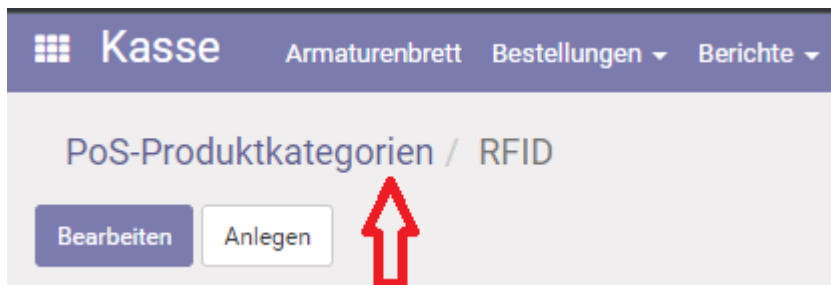 Kasse Armaturenbrett Bestellungen Berichte
PoS-Produktkategorien / RFID
Bearbeiten Anlegen